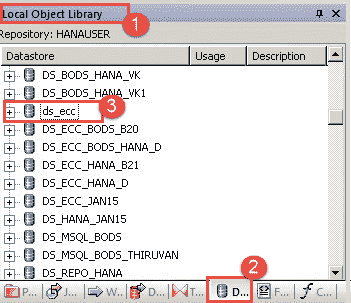 Local Object Library
1
Repository: HANAUSER
Datastore Usage Description
DS_BODS_HANA_VK
DS_BODS_HANA_VK1
ds_ecc
3
DS_ECC_BODS_B20
DS_ECC_BODS_HANA_D
DS_ECC_HANA_B21
DS_ECC_HANA_D
DS_ECC_JAN15
DS_HANA_JAN15
DS_MSQL_BODS
DS_MSQL_BODS_THIRUVAN
DS_REPO_HANA
2
P... J... W... D... T... D... F... C...